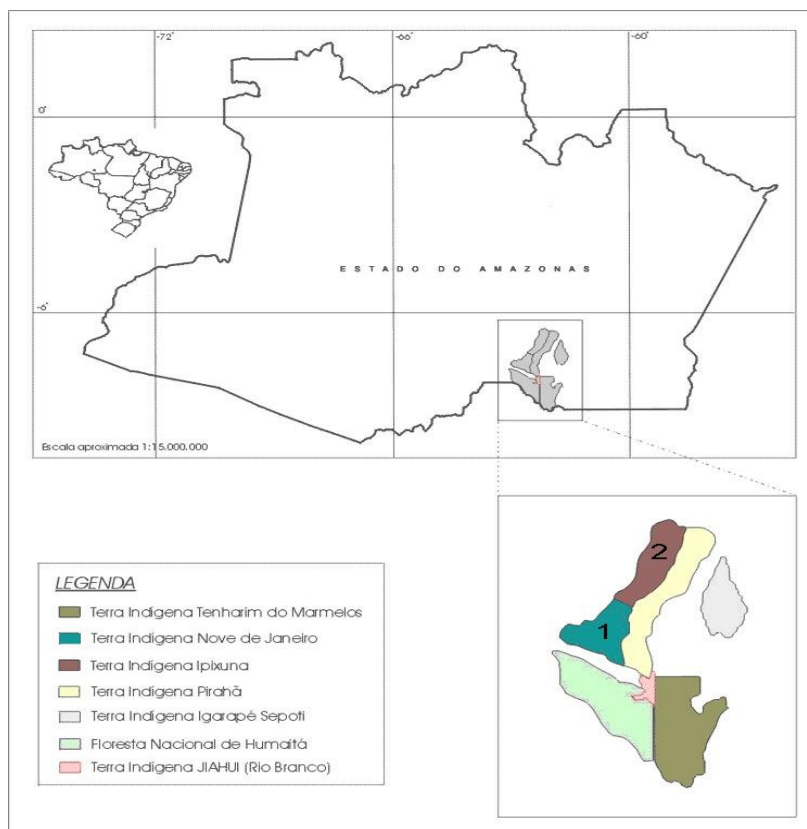 -72°
-66
-60
0°
ESTADO DO AMAZONAS
-6°
Escala aproximada 1:15.000.000
2
1
LEGENDA
Terra Indígena Tenharim do Marmelos
Terra Indígena Nove de Janeiro
Terra Indígena Ipixuna
Terra Indígena Pirahã
Terra Indígena Igarapé Sepoti
Floresta Nacional de Humaitá
Terra Indígena JIAHUI (Rio Branco)